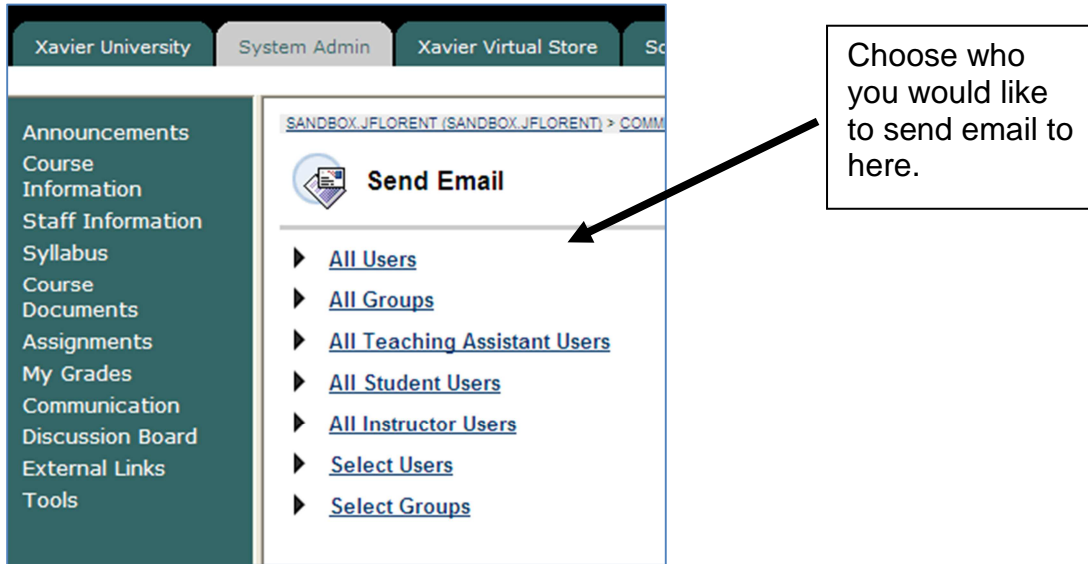 Xavier University System Admin Xavier Virtual Store
Choose who
you would like
to send email to
here.
SANDBOX.JFLORENT (SANDBOX.JFLORENT) >
Send Email
Announcements
Course
Information
Staff Information
Syllabus
Course
Documents
Assignments
My Grades
Communication
Discussion Board
External Links
Tools
All Users
All Groups
All Teaching Assistant Users
All Student Users
All Instructor Users
Select Users
Select Groups